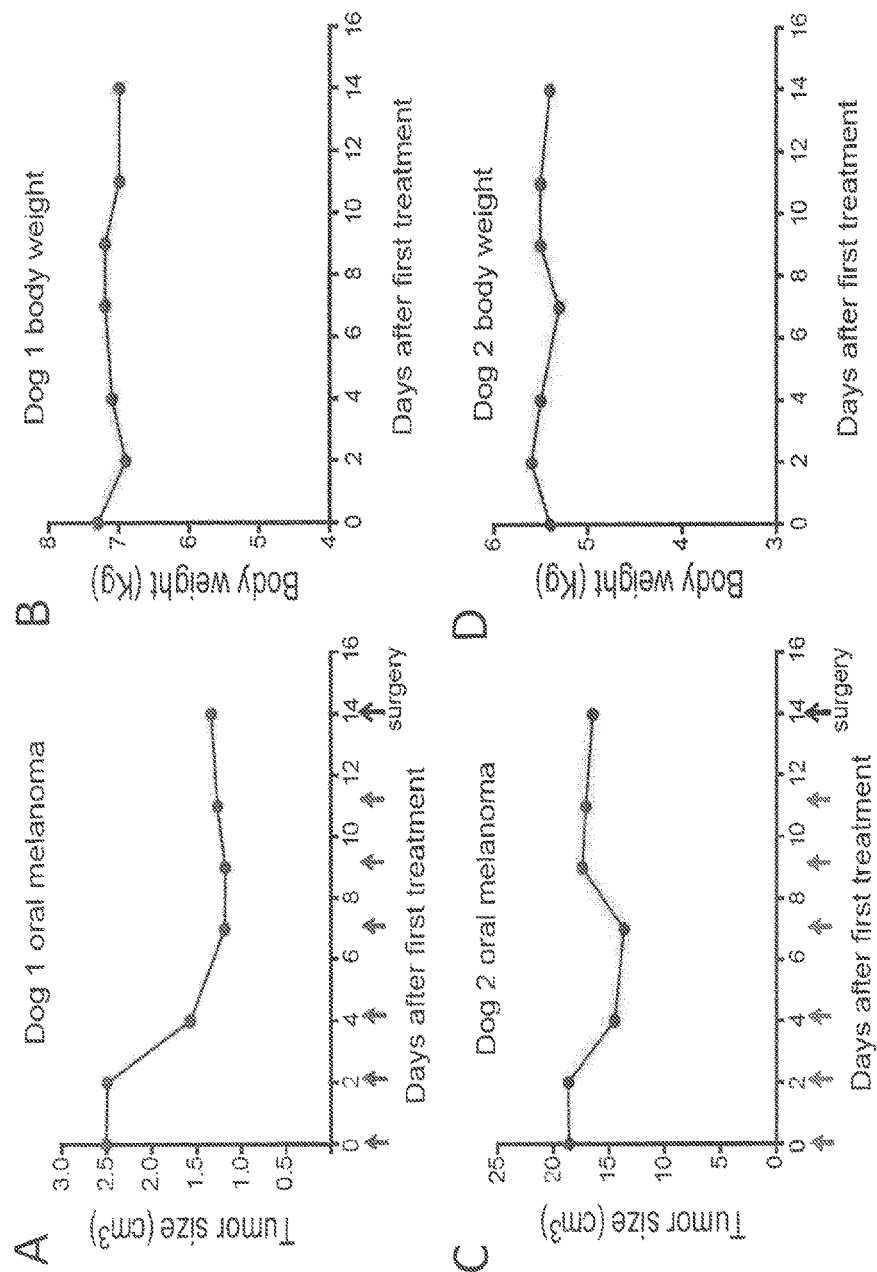 A
Dog 1 oral melanoma
Tumor size (cm³)
3.0
2.5
2.0
1.5
1.0
0.5
0 2 4 6 8 10 12 14 16
surgery
Days after first treatment
B
Dog 1 body weight
Body weight (Kg)
8
7
6
5
4
0 2 4 6 8 10 12 14 16
Days after first treatment
C
Dog 2 oral melanoma
Tumor size (cm³)
25
20
15
10
5
0
0 2 4 6 8 10 12 14 16
surgery
Days after first treatment
D
Dog 2 body weight
Body weight (Kg)
6
5
4
3
0 2 4 6 8 10 12 14 16
Days after first treatment